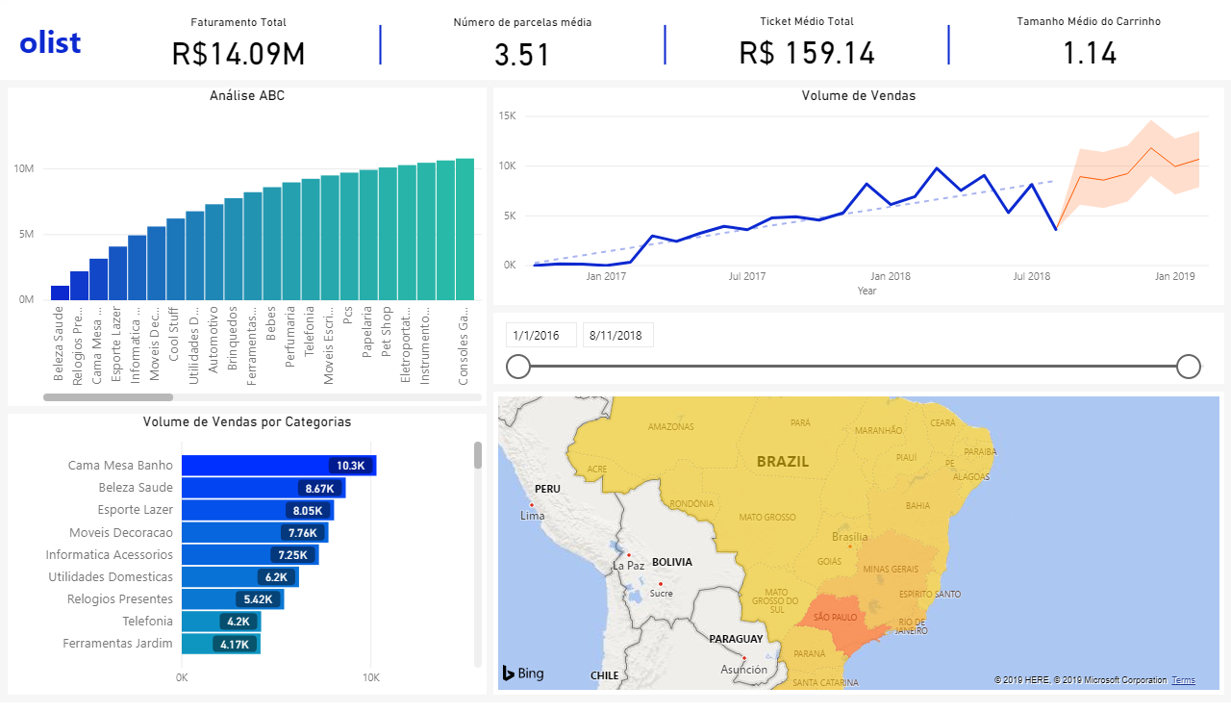 olist
Faturamento Total
R$14.09M
Número de parcelas média
3.51
Ticket Médio Total
R$ 159.14
Tamanho Médio do Carrinho
1.14
Análise ABC
10M
5M
0M
Beleza Saude
Relogios Pre...
Cama Mesa ...
Esporte Lazer
Informatica ...
Moveis Dec...
Cool Stuff
Utilidades D...
Automotivo
Brinquedos
Ferramentas...
Bebes
Perfumaria
Telefonia
Moveis Escri...
Pcs
Papelaria
Pet Shop
Eletroportat...
Instrumento...
Consoles Ga...
Volume de Vendas
15K
10K
5K
0K
Jan 2017
Jul 2017
Jan 2018
Jul 2018
Jan 2019
Year
1/1/2016
8/11/2018
Volume de Vendas por Categorias
Cama Mesa Banho
10.3K
Beleza Saude
8.67K
Esporte Lazer
8.05K
Moveis Decoracao
7.76K
Informatica Acessorios
7.25K
Utilidades Domesticas
6.2K
Relogios Presentes
5.42K
Telefonia
4.2K
Ferramentas Jardim
4.17K
0K
10K
AMAZONAS
PARÁ
MARANHÃO
CEARÁ
PARAIBA
PIAUÍ
PE
ALAGOAS
BRAZIL
ACRE
PERU
Lima
RONDÔNIA
BAHIA
MATO GROSSO
Brasília
GOIÁS
La Paz
BOLIVIA
MINAS GERAIS
Sucre
MATO
GROSSO DO
SUL
ESPÍRITO SANTO
SÃO PAULO
RIO DE
JANEIRO
PARAGUAY
PARANÁ
Asunción
CHILE
SANTA CATARINA
Bing
© 2019 HERE, © 2019 Microsoft Corporation Terms